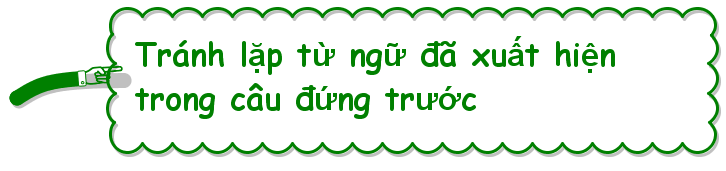 Tránh lặp từ ngữ đã xuất hiện
trong câu đứng trước